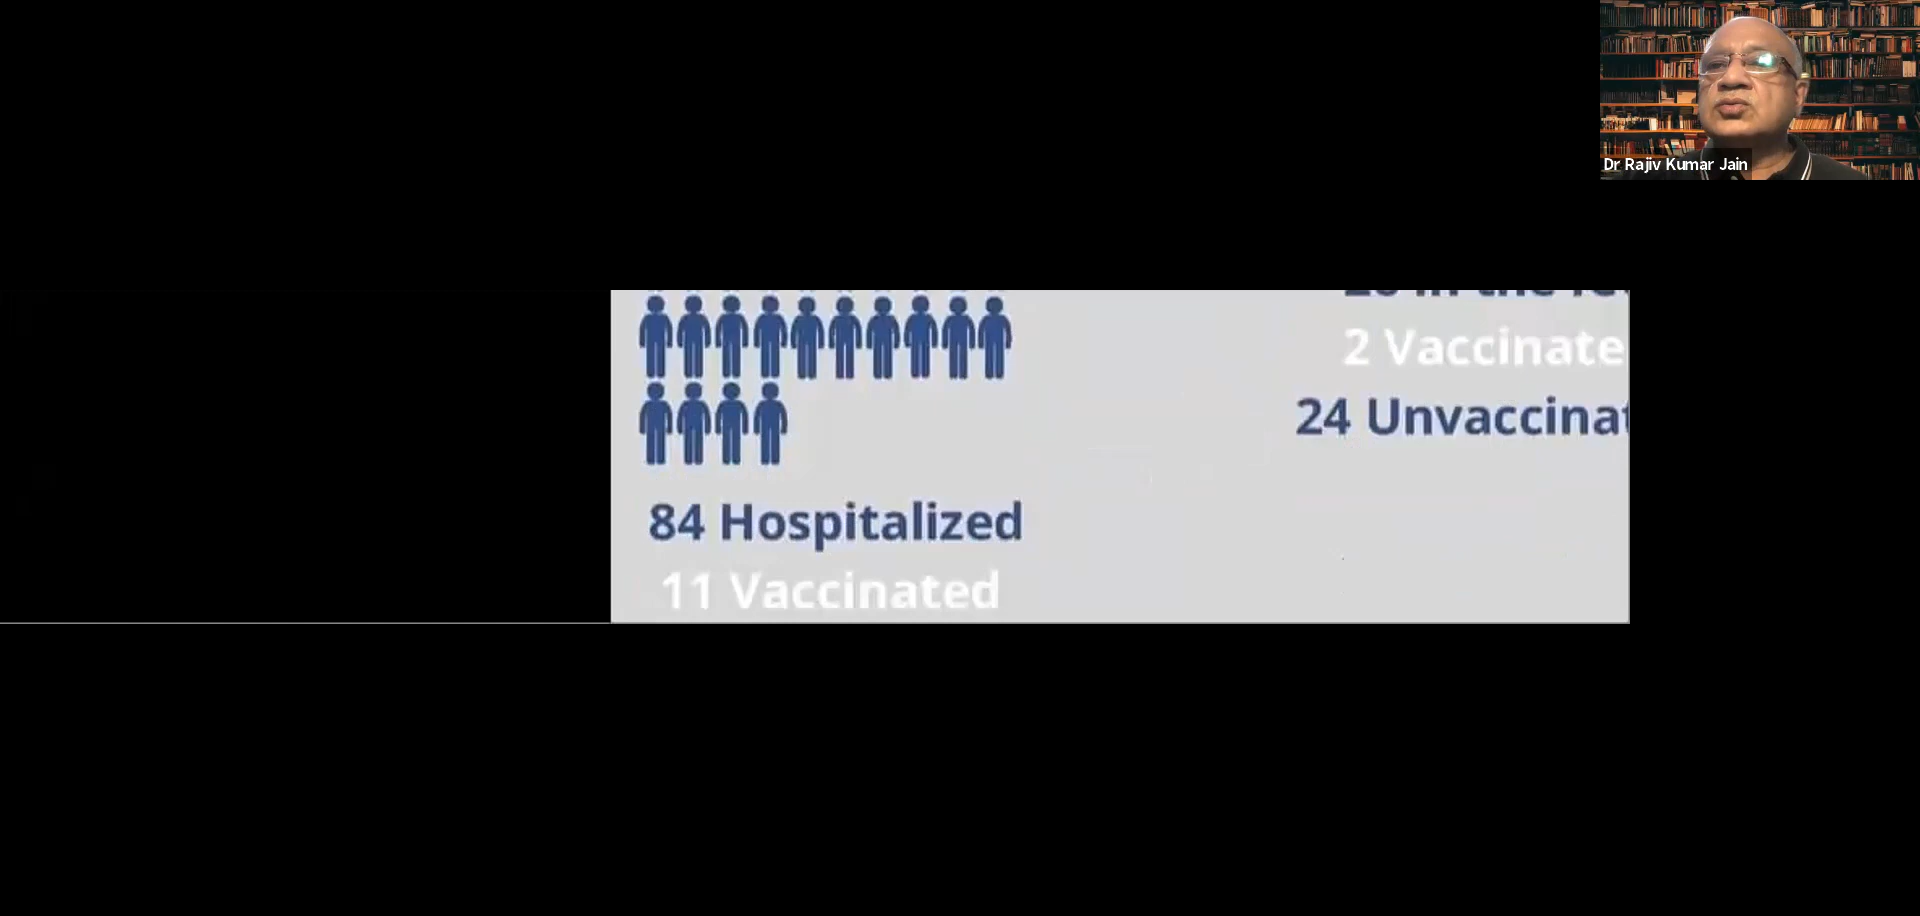 Dr Rajiv Kumar Jain
2 Vaccinate
24 Unvaccinat
84 Hospitalized
11 Vaccinated